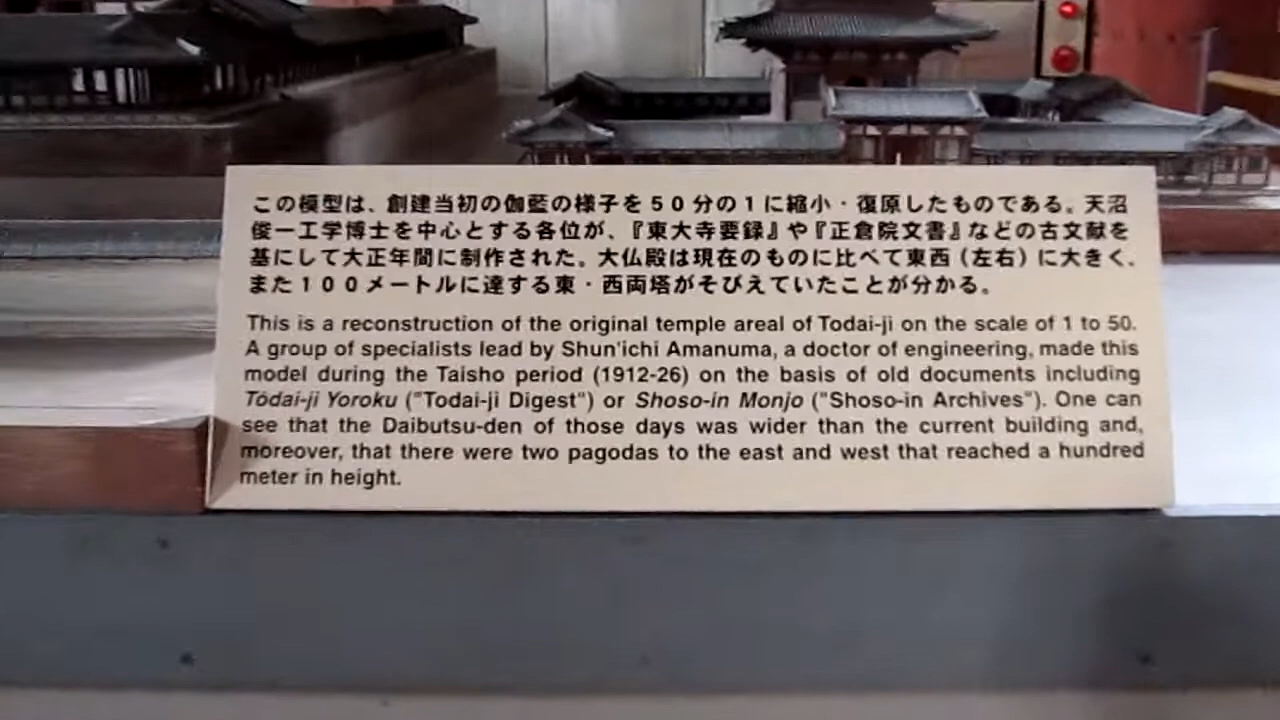 この模型は、創建当初の伽藍の様子を50分の1に縮小・復原したものである。天沼
俊一工学博士を中心とする各位が、『東大寺要録』や『正倉院文書』などの古文献を
基にして大正年間に制作された。大仏殿は現在のものに比べて東西（左右）に大きく、
また100メートルに達する東・西両塔がそびえていたことが分かる。
This is a reconstruction of the original temple areal of Todai-ji on the scale of 1 to 50.
A group of specialists lead by Shun'ichi Amanuma, a doctor of engineering, made this
model during the Taisho period (1912-26) on the basis of old documents including
Tōdai-ji Yoroku ("Todai-ji Digest") or Shoso-in Monjo ("Shoso-in Archives"). One can
see that the Daibutsu-den of those days was wider than the current building and,
moreover, that there were two pagodas to the east and west that reached a hundred
meter in height.